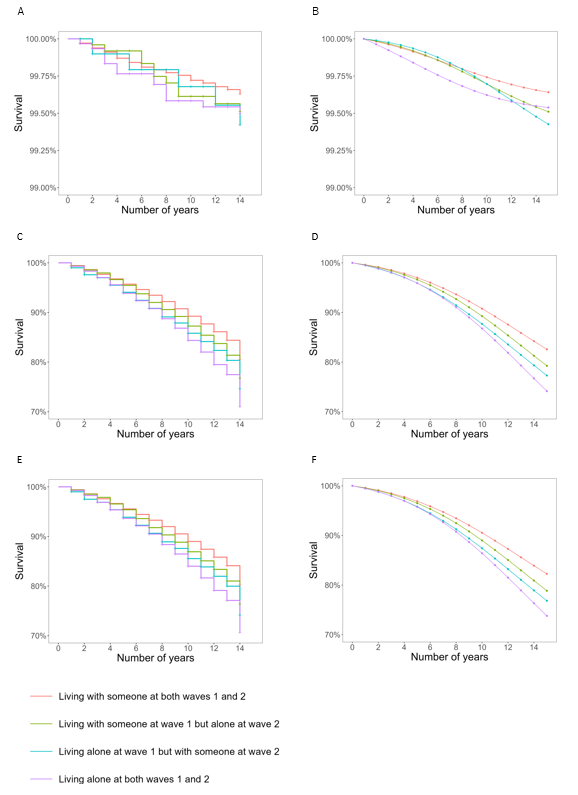 A
B
100.00%
99.75%
99.50%
99.25%
99.00%
Survival
0 2 4 6 8 10 12 14
Number of years
100.00%
99.75%
99.50%
99.25%
99.00%
Survival
0 2 4 6 8 10 12 14
Number of years
C
D
100%
90%
80%
70%
Survival
0 2 4 6 8 10 12 14
Number of years
100%
90%
80%
70%
Survival
0 2 4 6 8 10 12 14
Number of years
E
F
100%
90%
80%
70%
Survival
0 2 4 6 8 10 12 14
Number of years
100%
90%
80%
70%
Survival
0 2 4 6 8 10 12 14
Number of years
Living with someone at both waves 1 and 2
Living with someone at wave 1 but alone at wave 2
Living alone at wave 1 but with someone at wave 2
Living alone at both waves 1 and 2